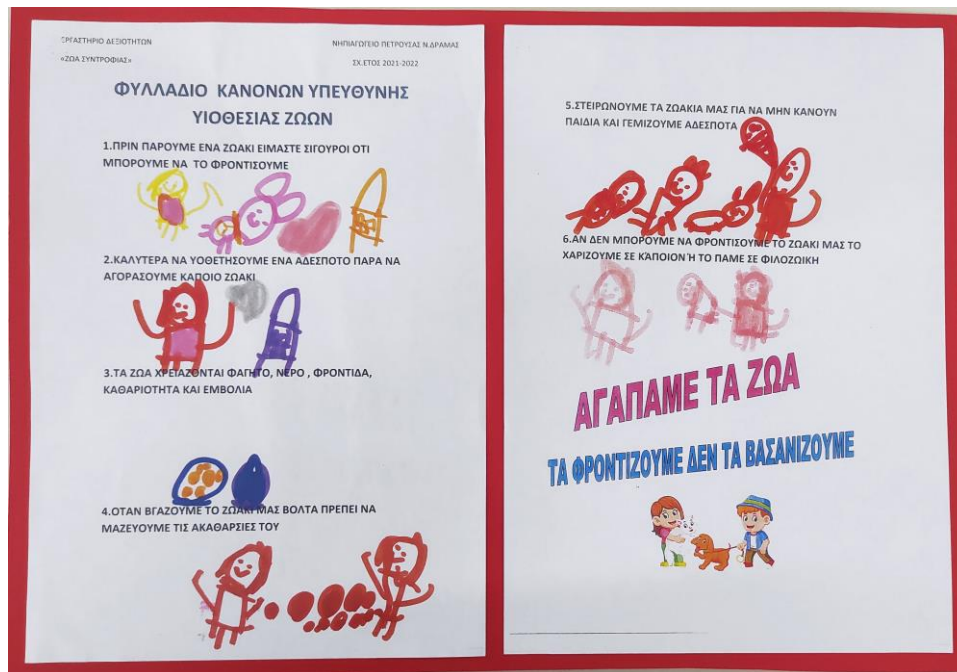 ΕΡΓΑΣΤΗΡΙΟ ΔΕΞΙΟΤΗΤΩΝ
ΝΗΠΙΑΓΩΓΕΙΟ ΠΕΤΡΟΥΣΑΣ Ν.ΔΡΑΜΑΣ
«ΖΩΑ ΣΥΝΤΡΟΦΙΑΣ»
ΣΧ.ΕΤΟΣ 2021-2022
ΦΥΛΛΑΔΙΟ ΚΑΝΟΝΩΝ ΥΠΕΥΘΥΝΗΣ
ΥΙΟΘΕΣΙΑΣ ΖΩΩΝ
1.ΠΡΙΝ ΠΑΡΟΥΜΕ ΕΝΑ ΖΩΑΚΙ ΕΙΜΑΣΤΕ ΣΙΓΟΥΡΟΙ ΟΤΙ
ΜΠΟΡΟΥΜΕ ΝΑ ΤΟ ΦΡΟΝΤΙΣΟΥΜΕ
2.ΚΑΛΥΤΕΡΑ ΝΑ ΥΟΘΕΤΗΣΟΥΜΕ ΕΝΑ ΑΔΕΣΠΟΤΟ ΠΑΡΑ ΝΑ
ΑΓΟΡΑΣΟΥΜΕ ΚΑΠΟΙΟ ΖΩΑΚΙ
3.ΤΑ ΖΩΑ ΧΡΕΙΑΖΟΝΤΑΙ ΦΑΓΗΤΟ, ΝΕΡΟ , ΦΡΟΝΤΙΔΑ,
ΚΑΘΑΡΙΟΤΗΤΑ ΚΑΙ ΕΜΒΟΛΙΑ
4.ΟΤΑΝ ΒΓΑΖΟΥΜΕ ΤΟ ΖΩΑΚΙ ΜΑΣ ΒΟΛΤΑ ΠΡΕΠΕΙ ΝΑ
ΜΑΖΕΥΟΥΜΕ ΤΙΣ ΑΚΑΘΑΡΣΙΕΣ ΤΟΥ
5.ΣΤΕΙΡΩΝΟΥΜΕ ΤΑ ΖΩΑΚΙΑ ΜΑΣ ΓΙΑ ΝΑ ΜΗΝ ΚΑΝΟΥΝ
ΠΑΙΔΙΑ ΚΑΙ ΓΕΜΙΖΟΥΜΕ ΑΔΕΣΠΟΤΑ
6.ΑΝ ΔΕΝ ΜΠΟΡΟΥΜΕ ΝΑ ΦΡΟΝΤΙΣΟΥΜΕ ΤΟ ΖΩΑΚΙ ΜΑΣ ΤΟ
ΧΑΡΙΖΟΥΜΕ ΣΕ ΚΑΠΟΙΟΝ Ή ΤΟ ΠΑΜΕ ΣΕ ΦΙΛΟΖΩΙΚΗ
ΑΓΑΠΑΜΕ ΤΑ ΖΩΑ
ΤΑ ΦΡΟΝΤΙΖΟΥΜΕ ΔΕΝ ΤΑ ΒΑΣΑΝΙΖΟΥΜΕ